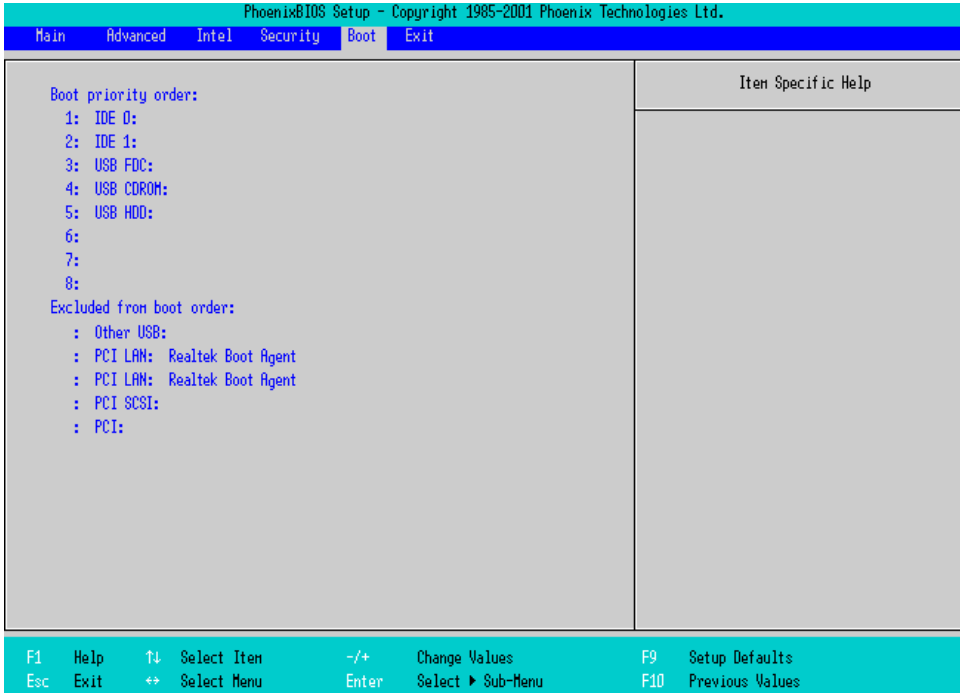 PhoenixBIOS Setup - Copyright 1985-2001 Phoenix Technologies Ltd.
Main Advanced Intel Security Boot Exit
Item Specific Help
Boot priority order:
1: IDE 0:
2: IDE 1:
3: USB FDC:
4: USB CDROM:
5: USB HDD:
6:
7:
8:
Excluded from boot order:
: Other USB:
: PCI LAN: Realtek Boot Agent
: PCI LAN: Realtek Boot Agent
: PCI SCSI:
: PCI:
F1 Help ↑↓ Select Item -/+ Change Values F9 Setup Defaults
Esc Exit ↔ Select Menu Enter Select ▶ Sub-Menu F10 Previous Values